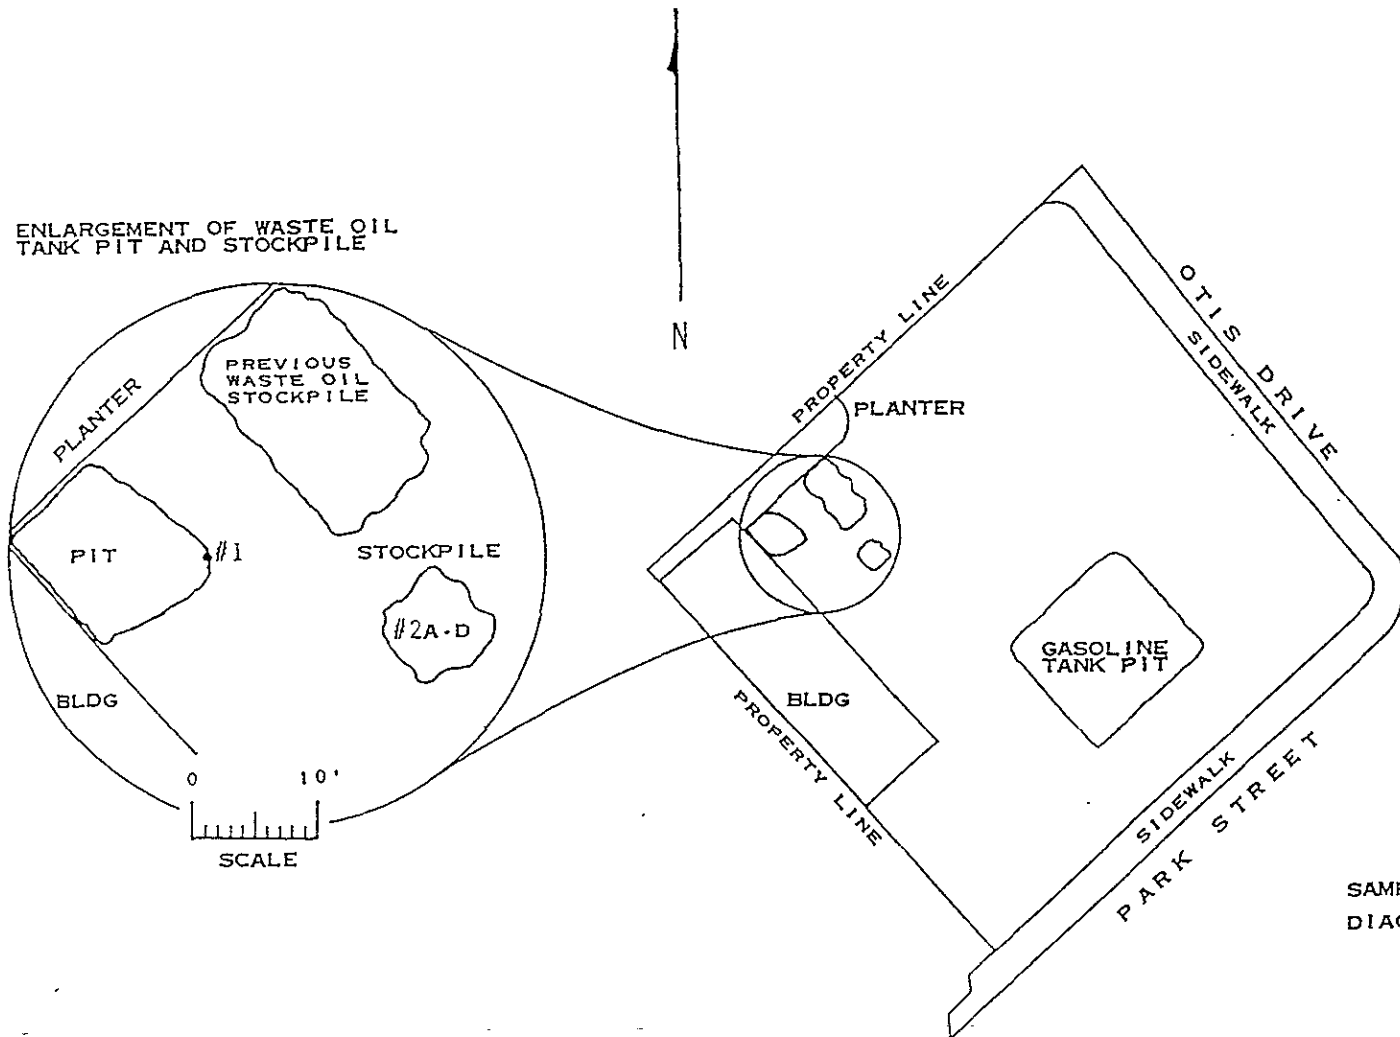 ENLARGEMENT OF WASTE OIL
TANK PIT AND STOCKPILE
N
PREVIOUS
WASTE OIL
STOCKPILE
PLANTER
PIT
#1
STOCKPILE
#2A-D
BLDG
0 10'
SCALE
PROPERTY LINE
PLANTER
OTIS DRIVE
SIDEWALK
GASOLINE
TANK PIT
BLDG
PROPERTY LINE
SIDEWALK
PARK STREET
DIAG